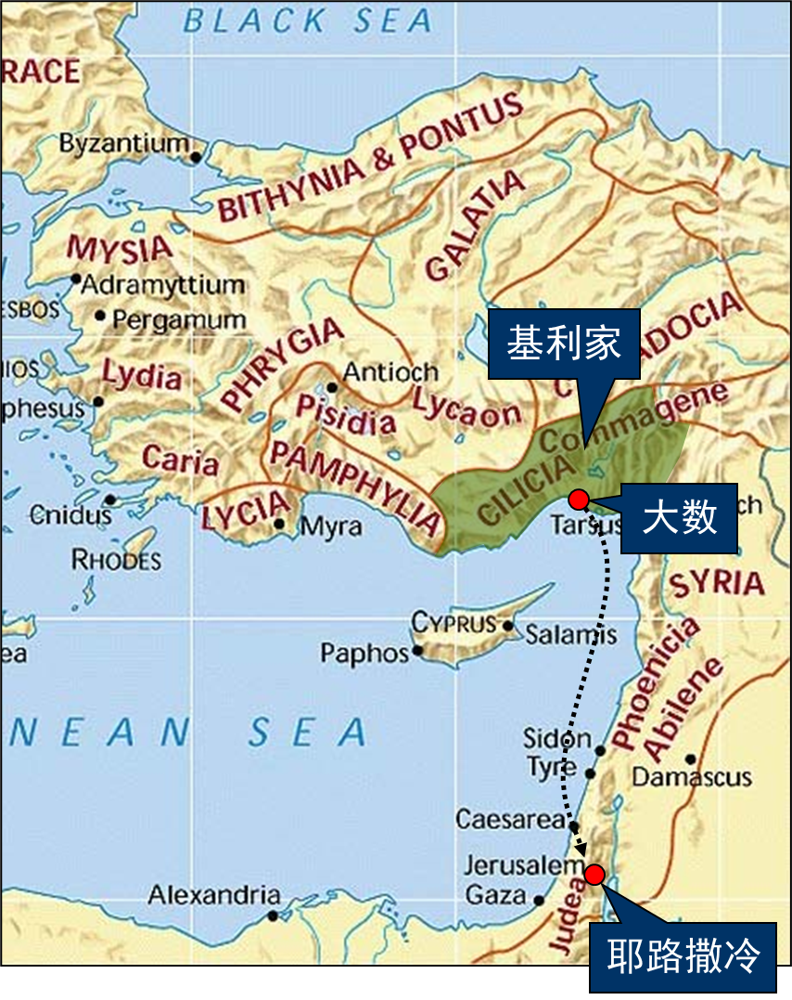 BLACK SEA
RACE
Byzantium
BITHYNIA & PONTUS
GALATIA
MYSIA
Adramyttium
ESBOS
Pergamum
基利家
ADOCIA
C
PHRYGIA
IOS
Lydia
Antioch
phesus
Pisidia
Lycaon
Commagene
Caria
PAMPHYLIA
CILICIA
大数
ch
Cnidus
LYCIA
Myra
Tarsus
RHODES
SYRIA
CYPRUS
Salamis
Paphos
ea
Phoenicia
Abilene
NEAN SEA
Sidon
Tyre
Damascus
Caesarea
Jerusalem
Alexandria
Gaza
Judea
耶路撒冷